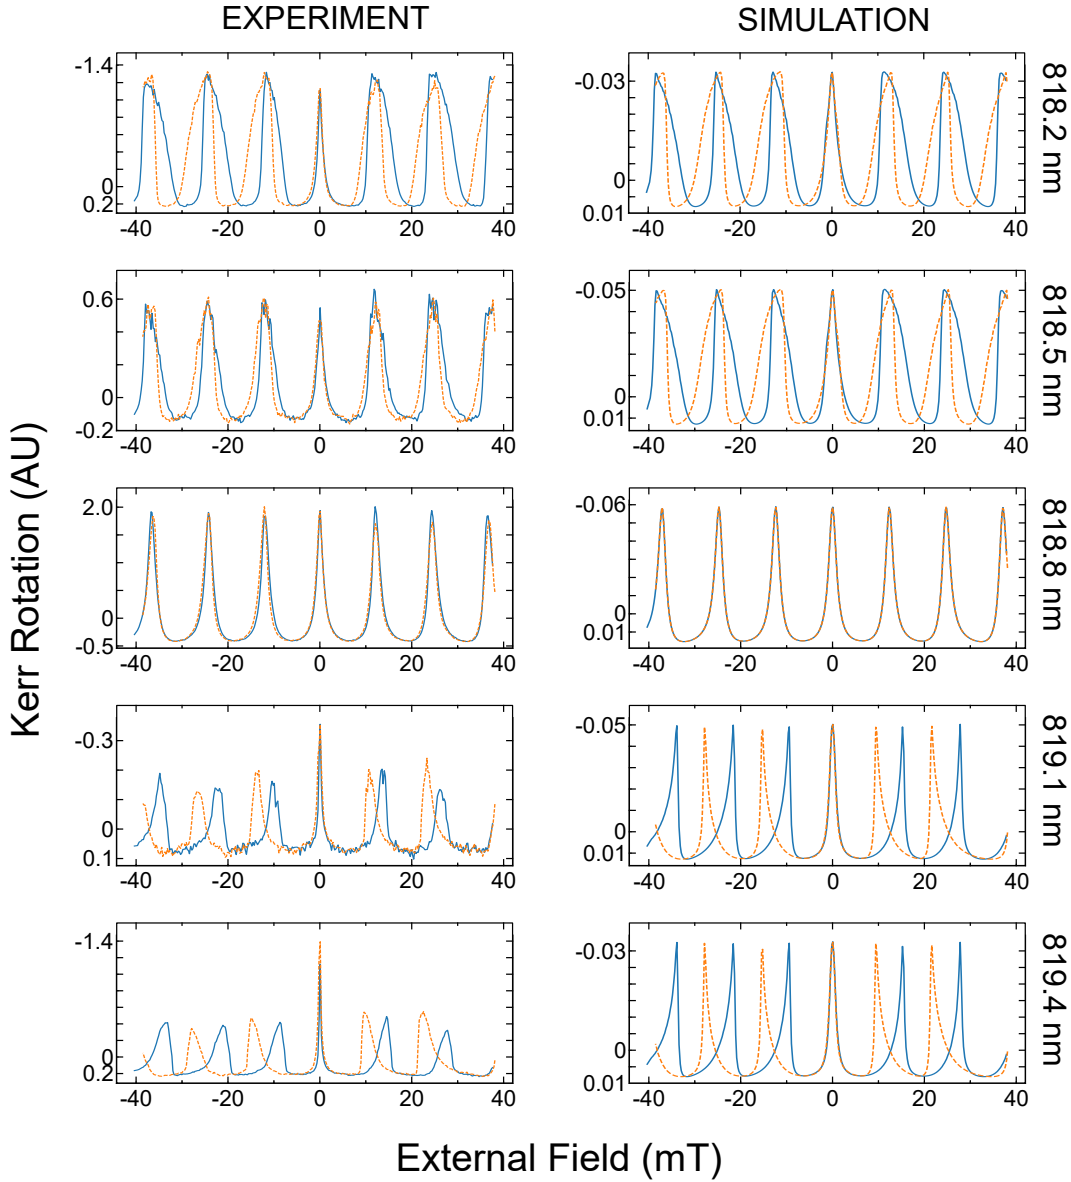 EXPERIMENT
SIMULATION
Kerr Rotation (AU)
-1.4
0
0.2
-40 -20 0 20 40
-0.03
0
0.01
-40 -20 0 20 40
818.2 nm
0.6
0
-0.2
-40 -20 0 20 40
-0.05
0
0.01
-40 -20 0 20 40
818.5 nm
2.0
0
-0.5
-40 -20 0 20 40
-0.06
0
0.01
-40 -20 0 20 40
818.8 nm
-0.3
0
0.1
-40 -20 0 20 40
-0.05
0
0.01
-40 -20 0 20 40
819.1 nm
-1.4
0
0.2
-40 -20 0 20 40
-0.03
0
0.01
-40 -20 0 20 40
819.4 nm
External Field (mT)